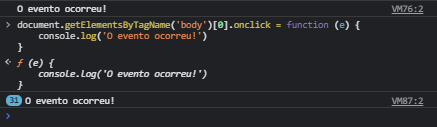 O evento ocorreu! VM76:2
> document.getElementsByTagName('body')[0].onclick = function (e) {
console.log('O evento ocorreu!')
}
< ƒ (e) {
console.log('O evento ocorreu!')
}
31 O evento ocorreu! VM87:2
>